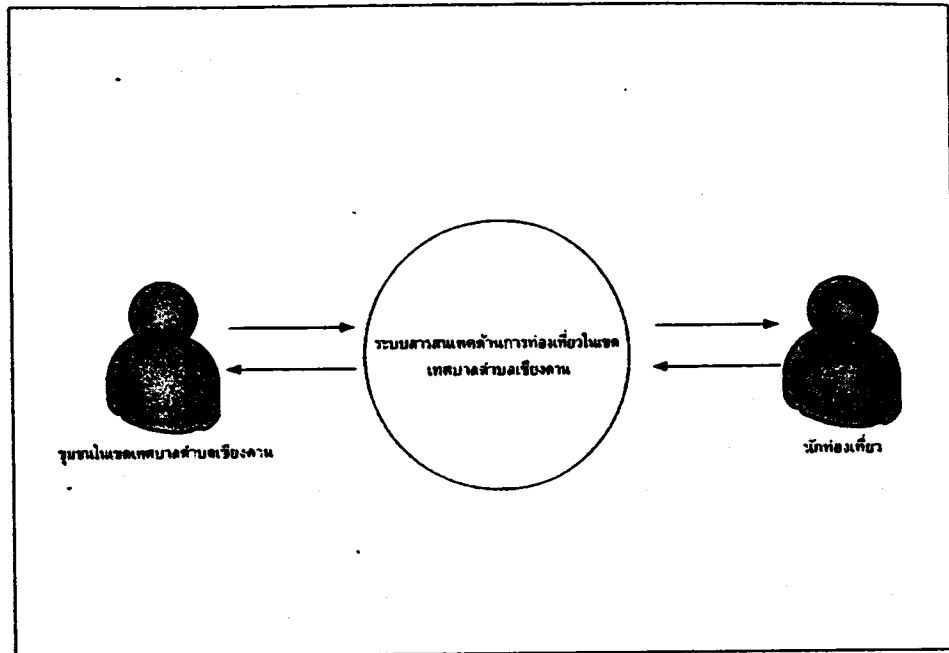 ระบบสารสนเทศด้านการท่องเที่ยวในเขต
เทศบาลตำบลเชียงคาน
ชุมชนในเขตเทศบาลตำบลเชียงคาน
นักท่องเที่ยว